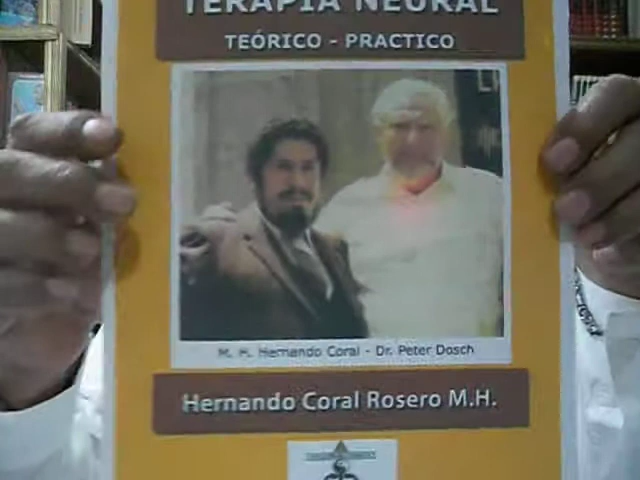 TERAPIA NEURAL
TEÓRICO - PRACTICO
M. H. Hernando Coral - Dr. Peter Dosch
Hernando Coral Rosero M.H.